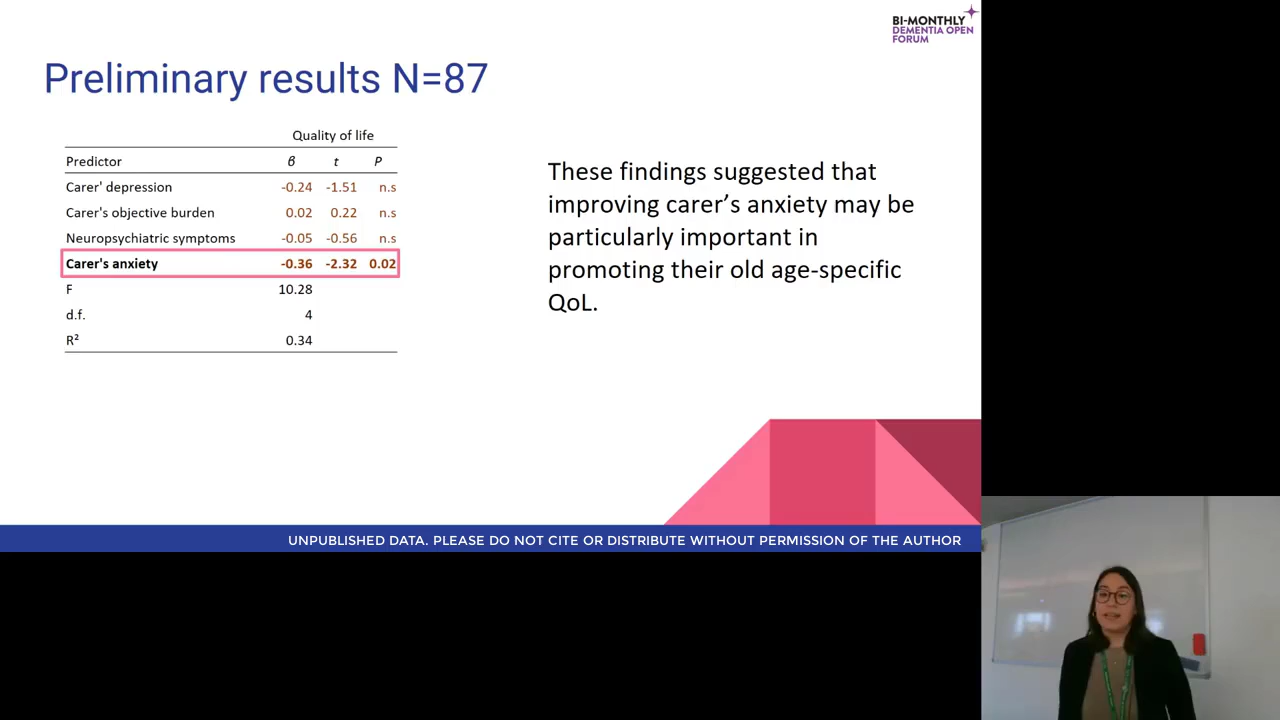 BI-MONTHLY
DEMENTIA OPEN
FORUM
Preliminary results N=87
Quality of life
Predictor β t P
Carer' depression -0.24 -1.51 n.s
Carer's objective burden 0.02 0.22 n.s
Neuropsychiatric symptoms -0.05 -0.56 n.s
Carer's anxiety -0.36 -2.32 0.02
F 10.28
d.f. 4
R² 0.34
These findings suggested that
improving carer’s anxiety may be
particularly important in
promoting their old age-specific
QoL.
UNPUBLISHED DATA. PLEASE DO NOT CITE OR DISTRIBUTE WITHOUT PERMISSION OF THE AUTHOR